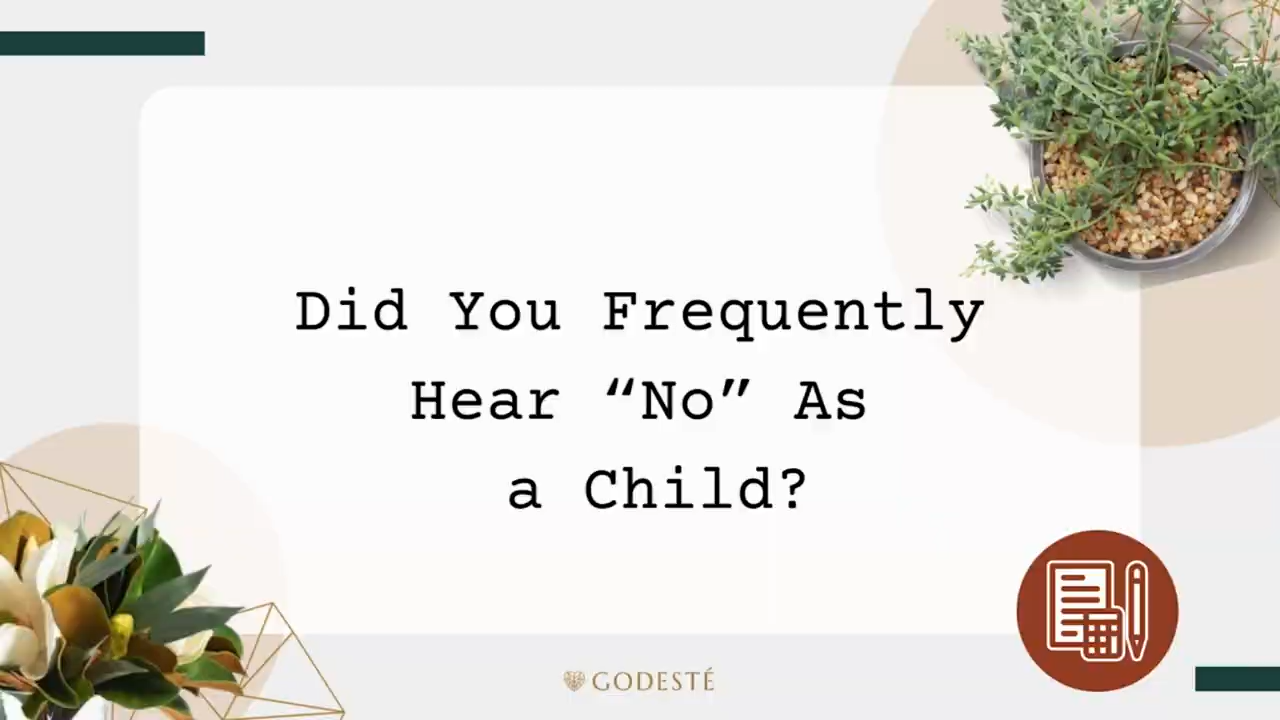 Did You Frequently
Hear “No” As
a Child?
GODESTÉ